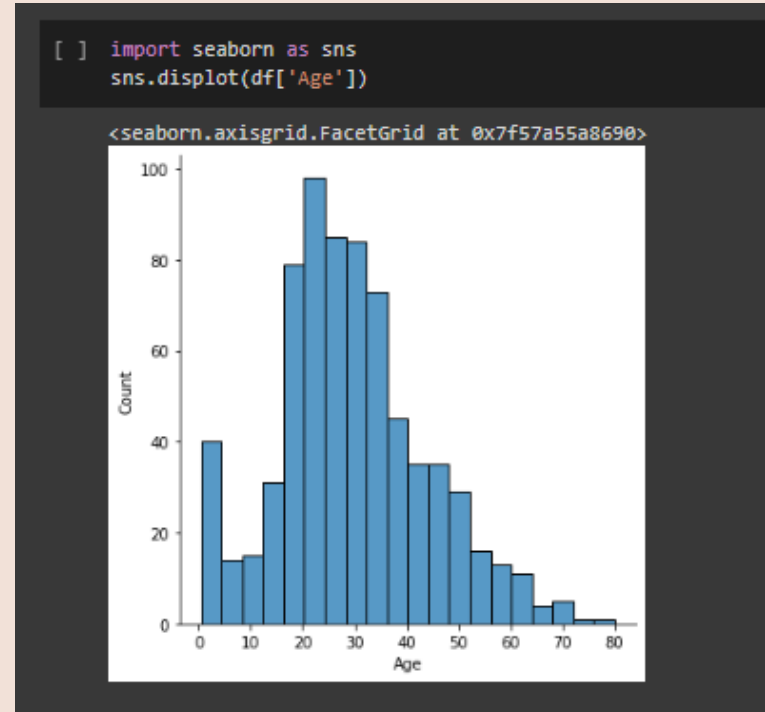 [ ] import seaborn as sns
sns.displot(df['Age'])
<seaborn.axisgrid.FacetGrid at 0x7f57a55a8690>
100
80
60
40
20
0
Count
0 10 20 30 40 50 60 70 80
Age